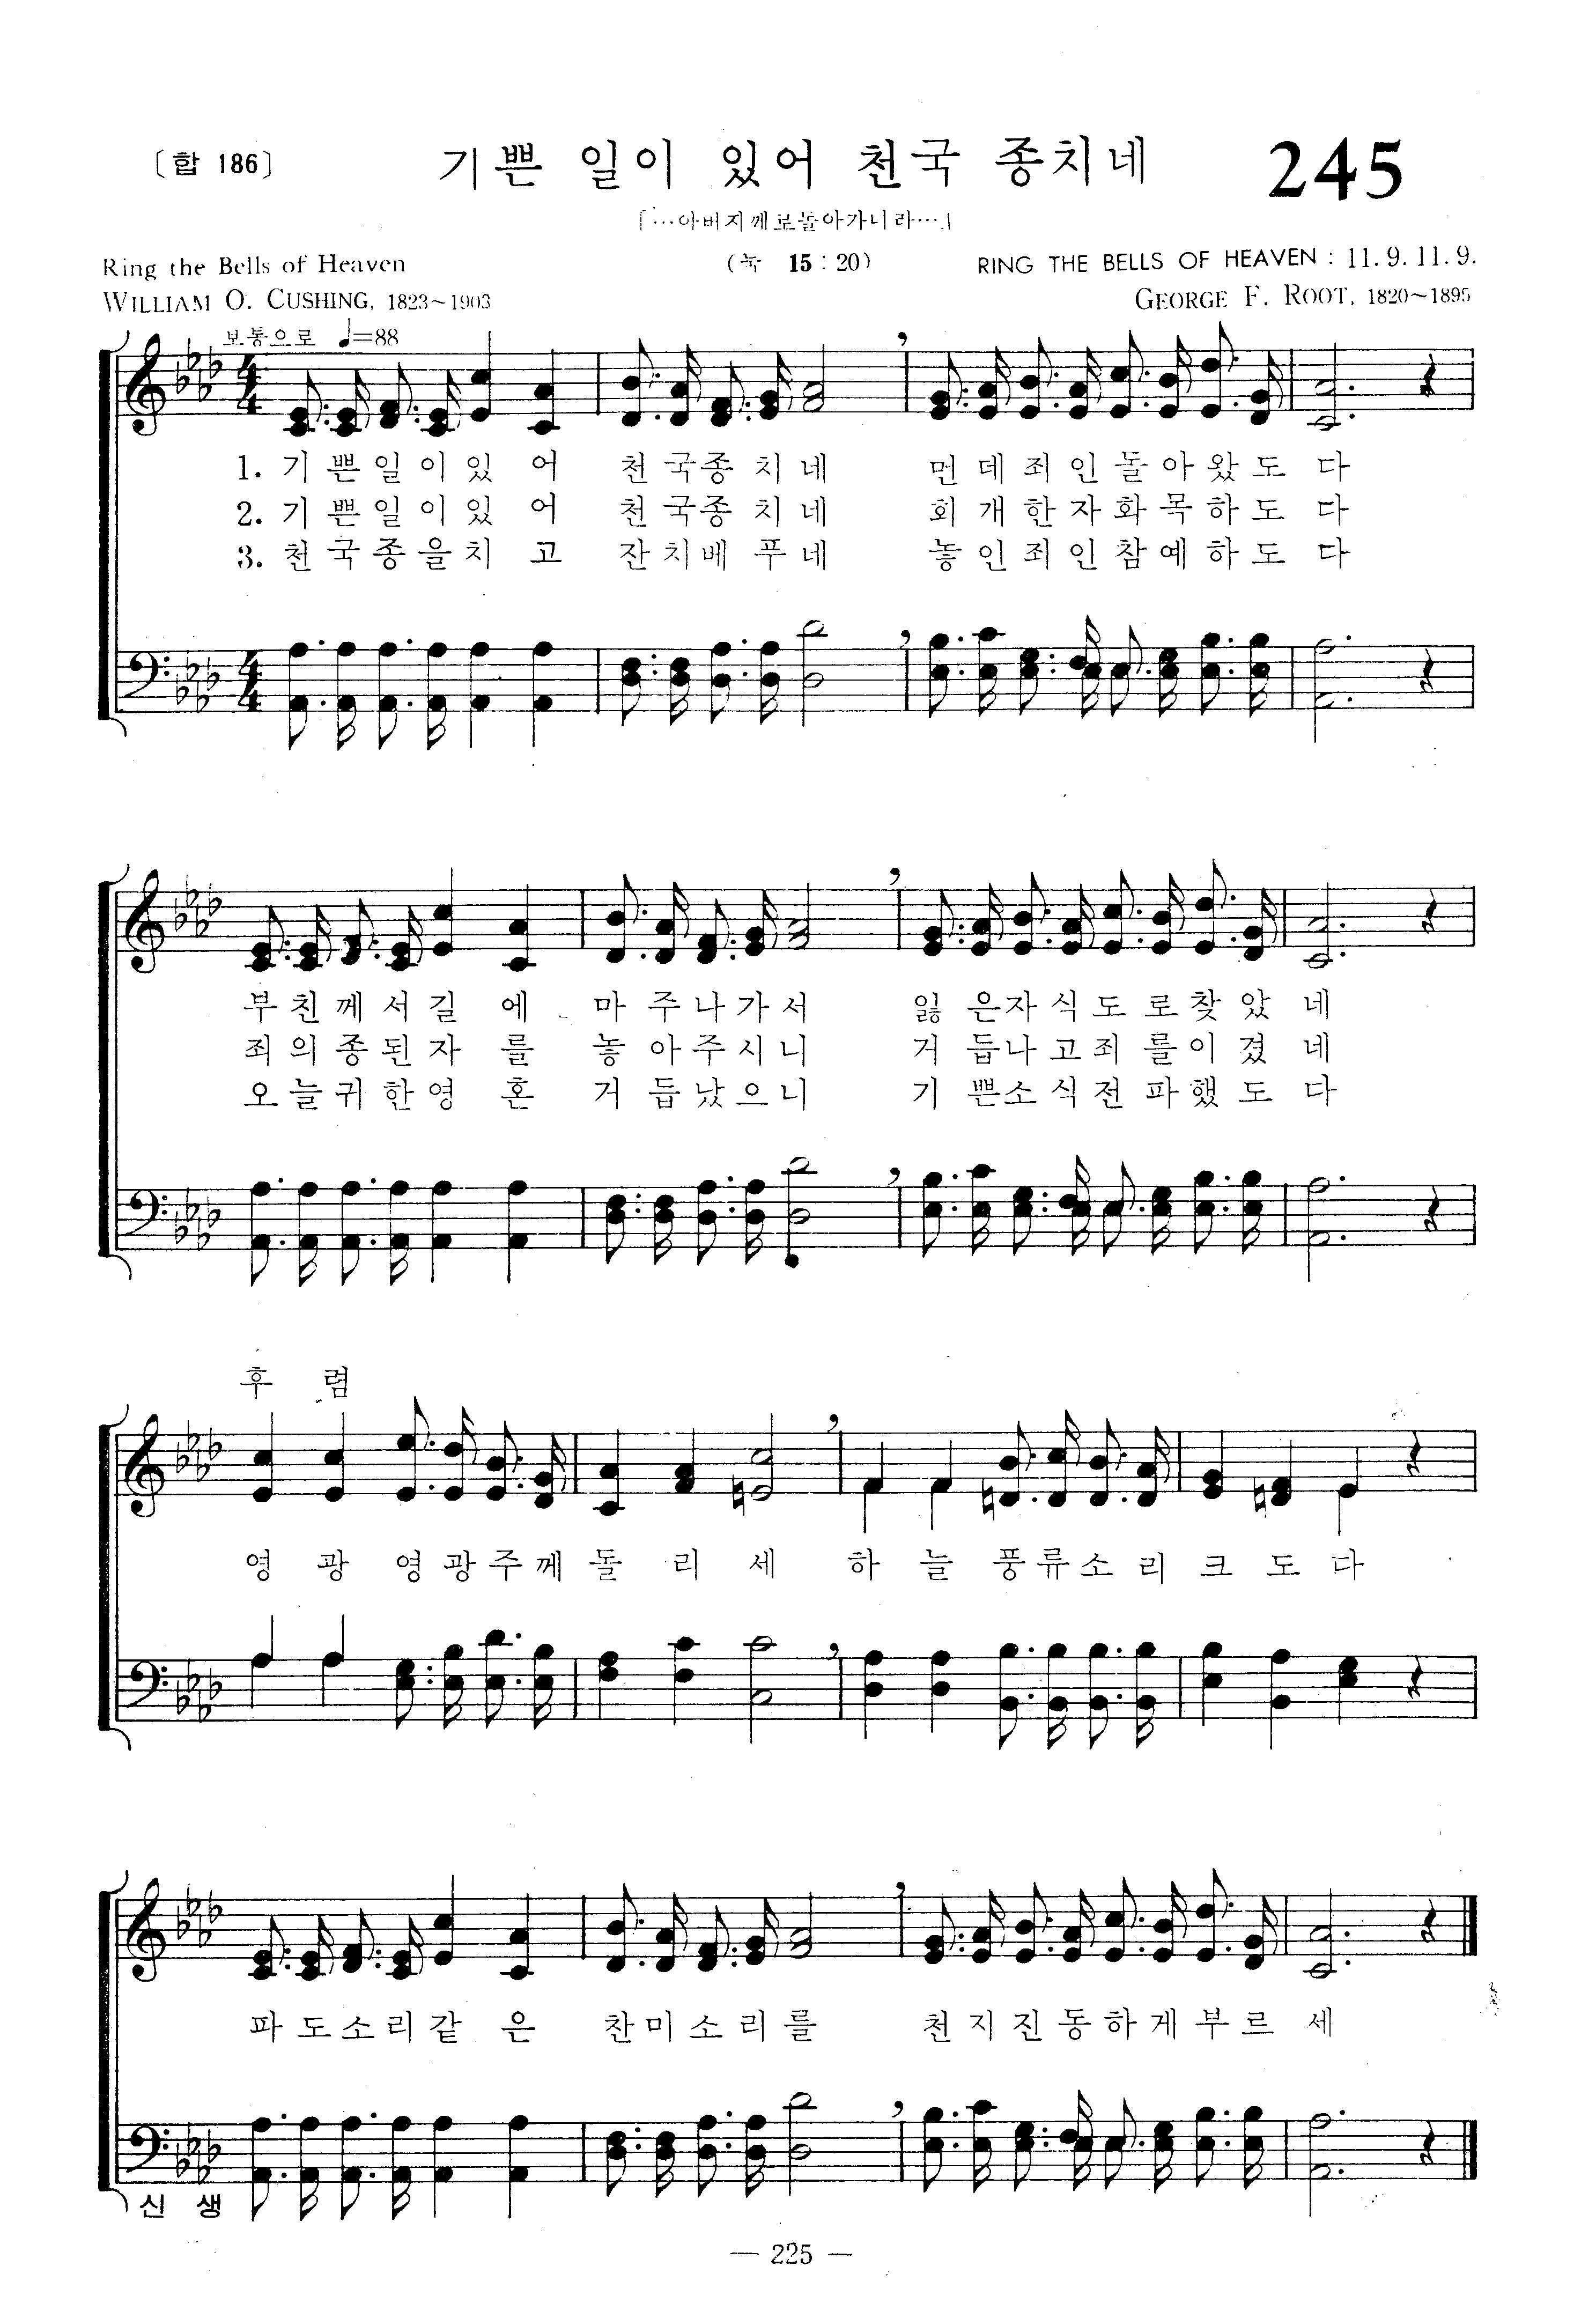 〔합 186〕 기쁜 일이 있어 천국 종치네 245
「…아버지께로돌아가니라…」
Ring the Bells of Heaven (눅 15 : 20) RING THE BELLS OF HEAVEN : 11. 9. 11. 9.
WILLIAM O. CUSHING, 1823~1903 GEORGE F. ROOT, 1820~1895
보통으로 ♩=88
1. 기쁜일이있어 천국종치네 먼데죄인돌아왔도다
2. 기쁜일이있어 천국종치네 회개한자화목하도다
3. 천국종을치고 잔치베푸네 놓인죄인참예하도다
부친께서길에 마주나가서 잃은자식도로찾았네
죄의종된자를 놓아주시니 거듭나고죄를이겼네
오늘귀한영혼 거듭났으니 기쁜소식전파했도다
후 렴
영광영광주께돌리세 하늘풍류소리크도다
파도소리같은 찬미소리를 천지진동하게부르세
신 생
— 225 —